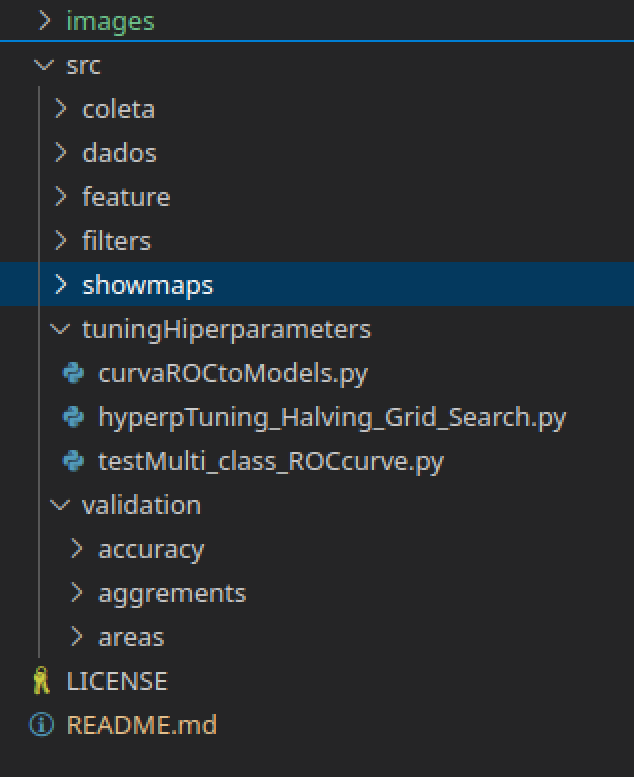 images
src
coleta
dados
feature
filters
showmaps
tuningHiperparameters
curvaROCtoModels.py
hyperpTuning_Halving_Grid_Search.py
testMulti_class_ROCcurve.py
validation
accuracy
aggrements
areas
LICENSE
README.md